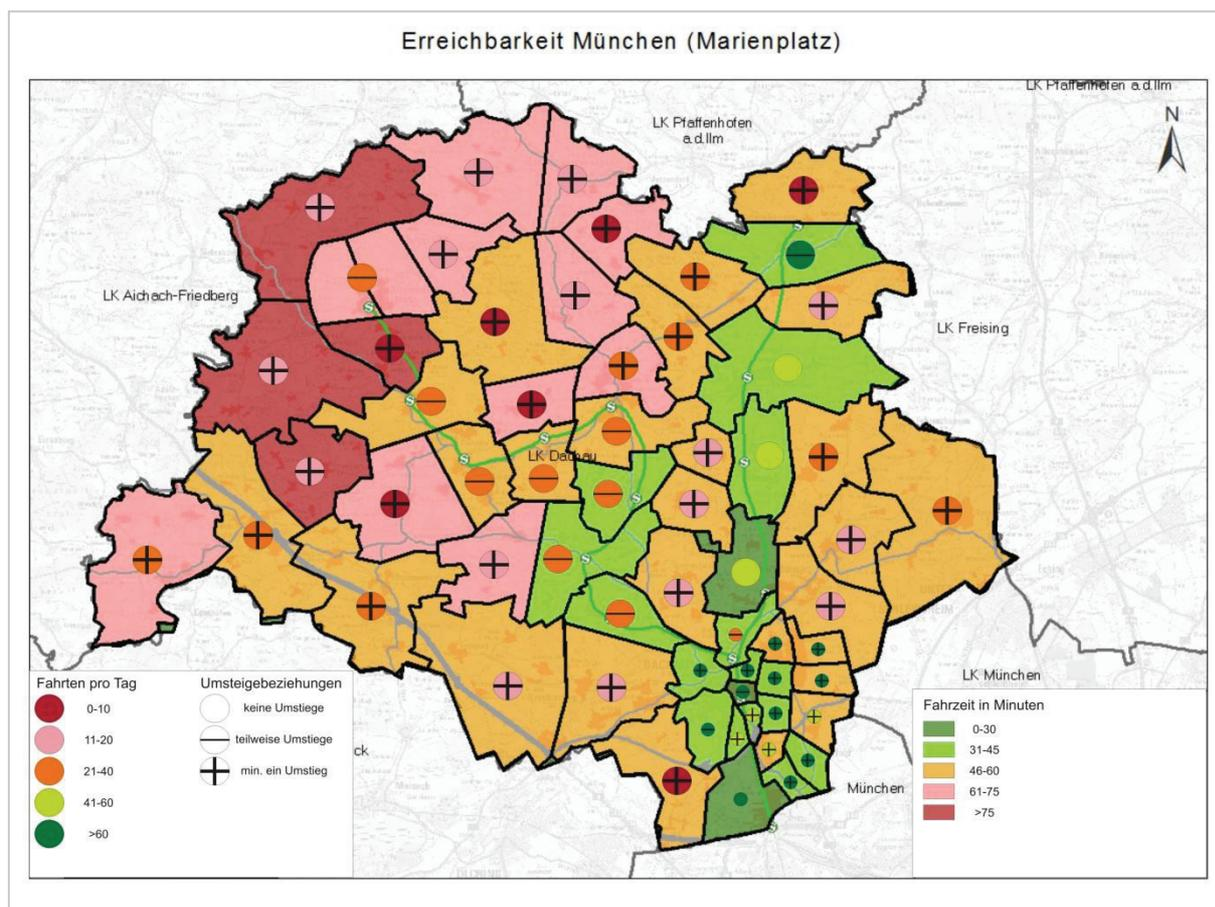 Erreichbarkeit München (Marienplatz)
LK Pfaffenhofen a.d.Ilm
LK Pfaffenhofen
a.d.Ilm
N
LK Aichach-Friedberg
LK Freising
LK Dachau
LK München
ck
München
Fahrten pro Tag
0-10
11-20
21-40
41-60
>60
Umsteigebeziehungen
keine Umstiege
teilweise Umstiege
min. ein Umstieg
Fahrzeit in Minuten
0-30
31-45
46-60
61-75
>75
S
S
S
S
S
S
S
S
S
S
S
S